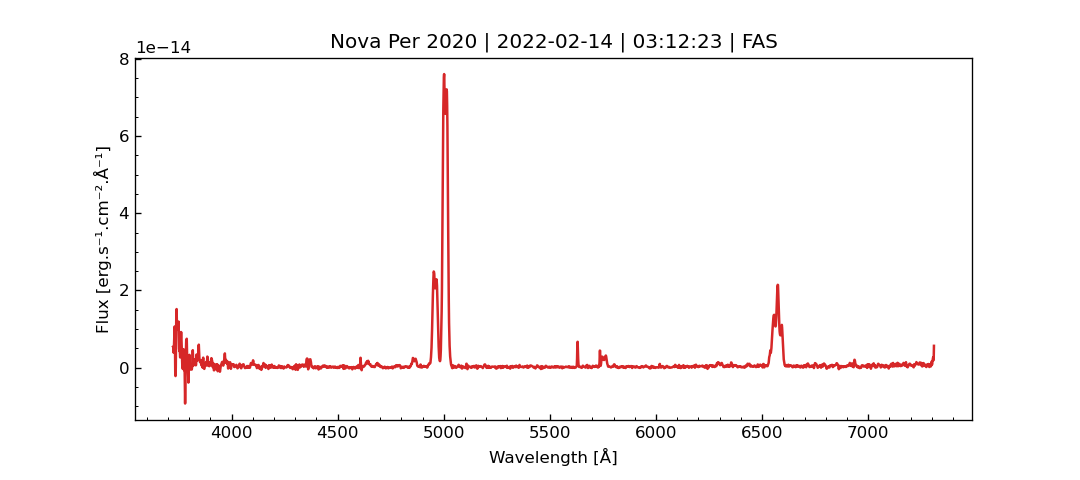 Nova Per 2020 | 2022-02-14 | 03:12:23 | FAS
1e−14
8
6
4
2
0
Flux [erg.s⁻¹.cm⁻².Å⁻¹]
4000 4500 5000 5500 6000 6500 7000
Wavelength [Å]